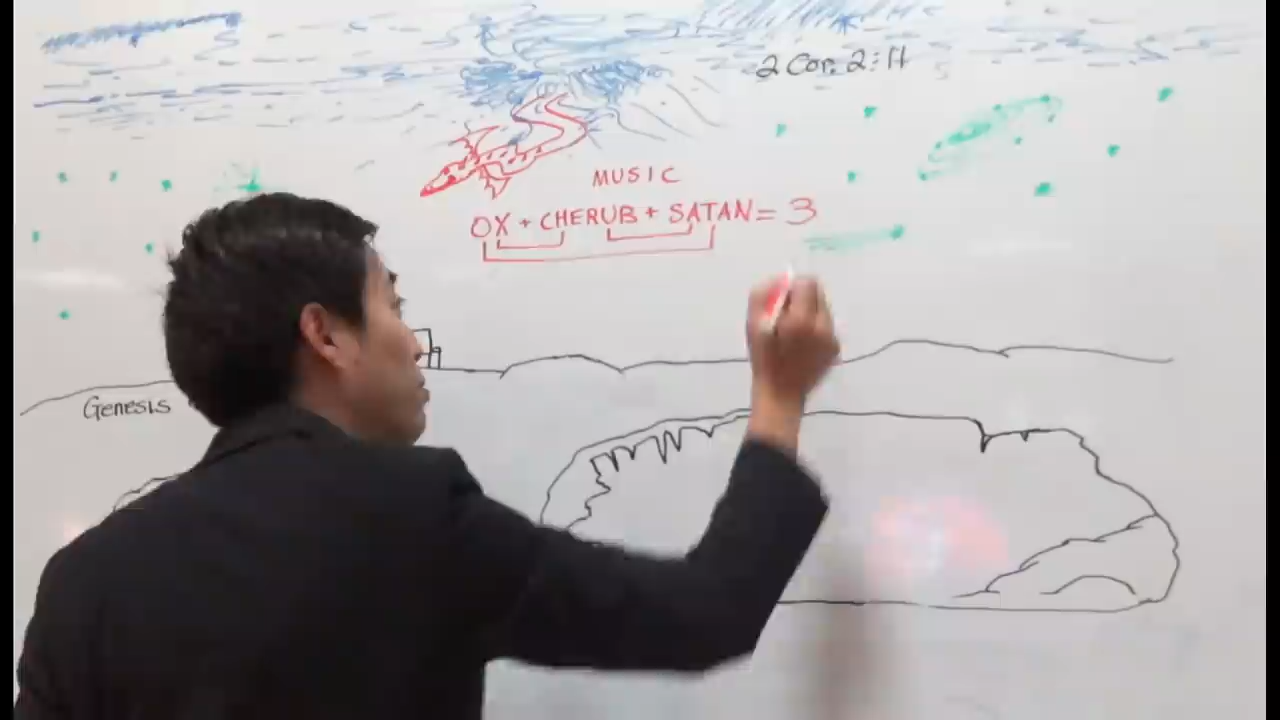 2 Cor. 2:11
MUSIC
OX + CHERUB + SATAN = 3
Genesis